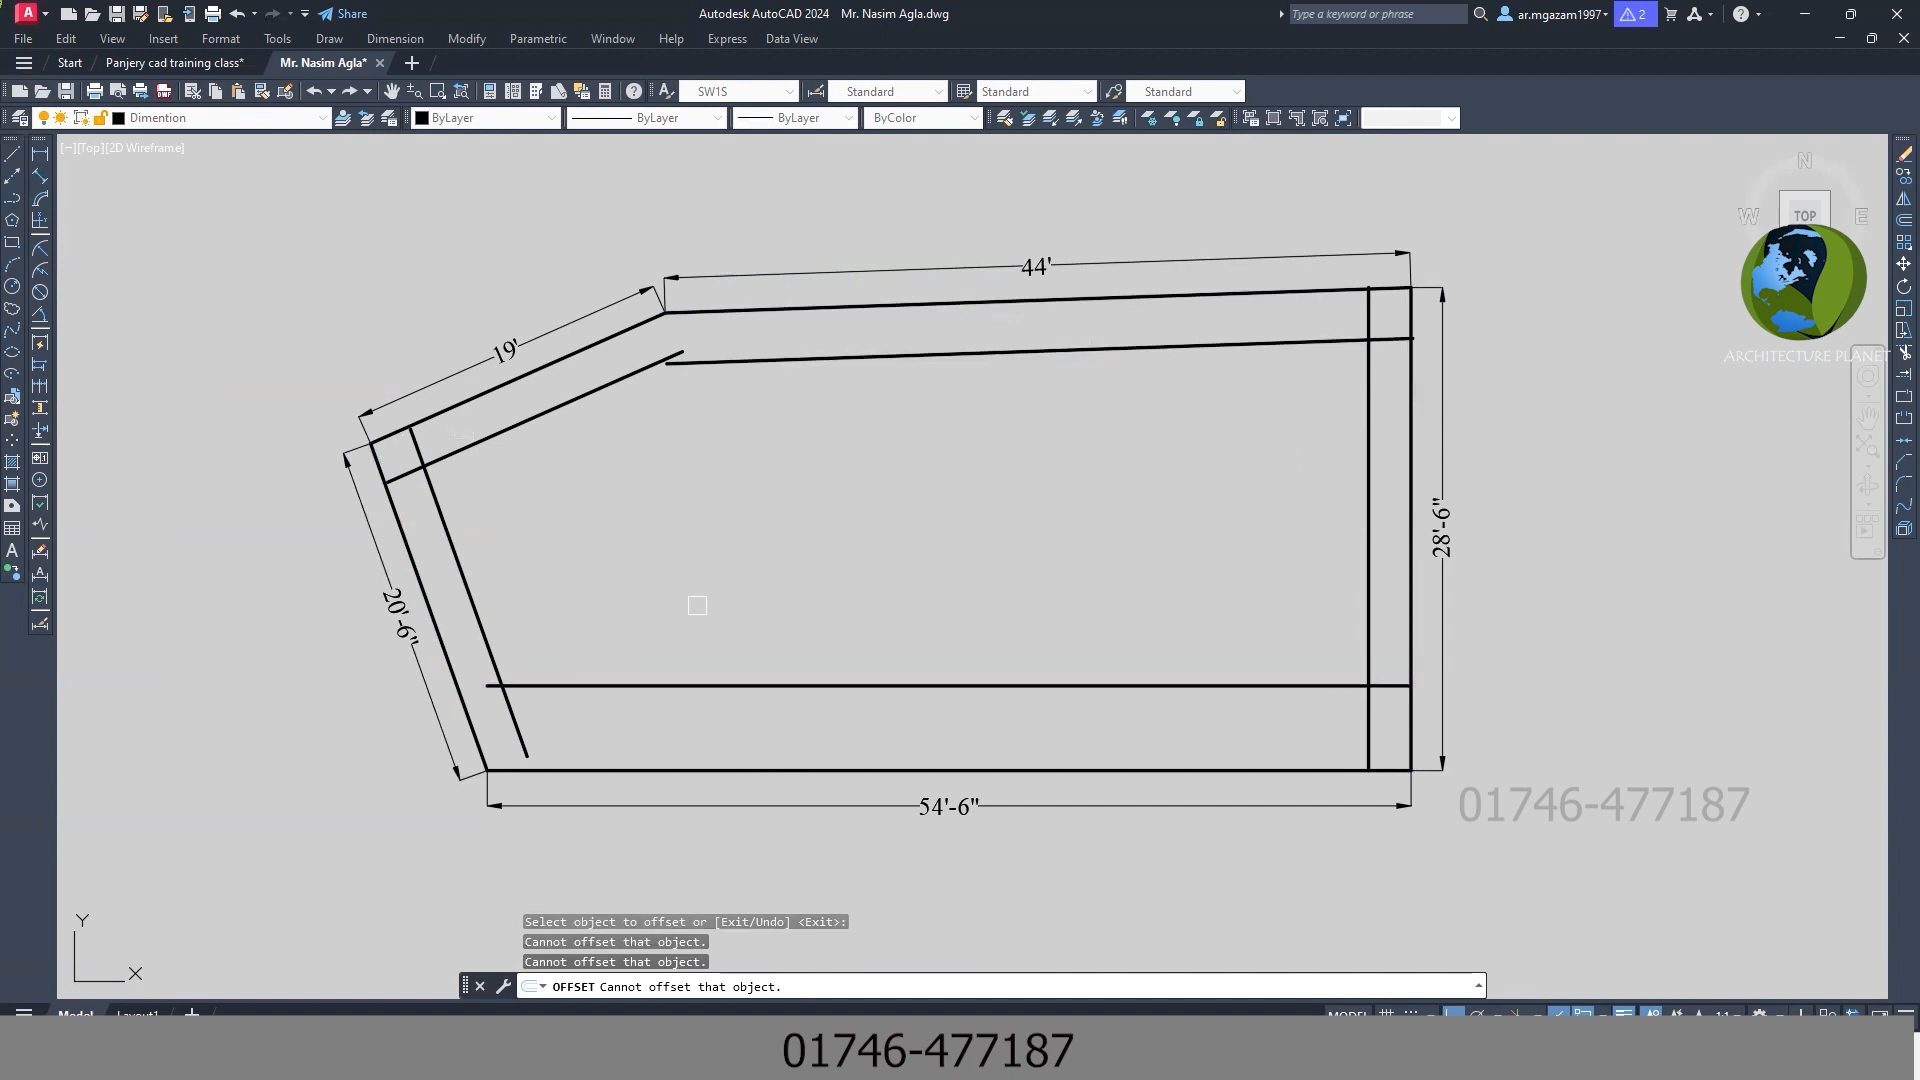 Share
Autodesk AutoCAD 2024 Mr. Nasim Agla.dwg
Type a keyword or phrase
ar.mgazam1997
2
File Edit View Insert Format Tools Draw Dimension Modify Parametric Window Help Express Data View
Start Panjery cad training class* Mr. Nasim Agla*
SW1S Standard Standard Standard
Dimention ByLayer ByLayer ByLayer ByColor
[−][Top][2D Wireframe]
N
W TOP E
ARCHITECTURE PLANET
44'
19'
28'-6"
20'-6"
54'-6"
01746-477187
Y
X
Select object to offset or [Exit/Undo] <Exit>:
Cannot offset that object.
Cannot offset that object.
OFFSET Cannot offset that object.
Model Layout1 MODEL
01746-477187